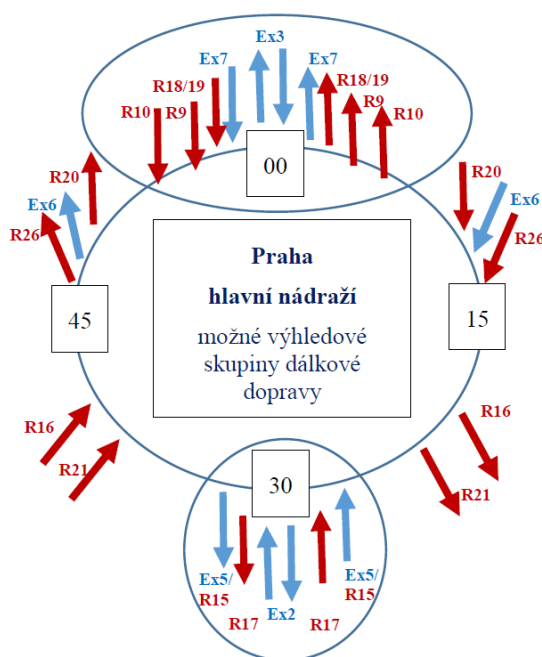 Ex3
Ex7
Ex7
R18/19
R18/19
R10
R9
R9
R10
00
R20
R20
Ex6
Ex6
R26
R26
Praha
hlavní nádraží
možné výhledové
skupiny dálkové
dopravy
45
15
R16
R16
R21
R21
30
Ex5/
R15
Ex5/
R15
Ex2
R17
R17